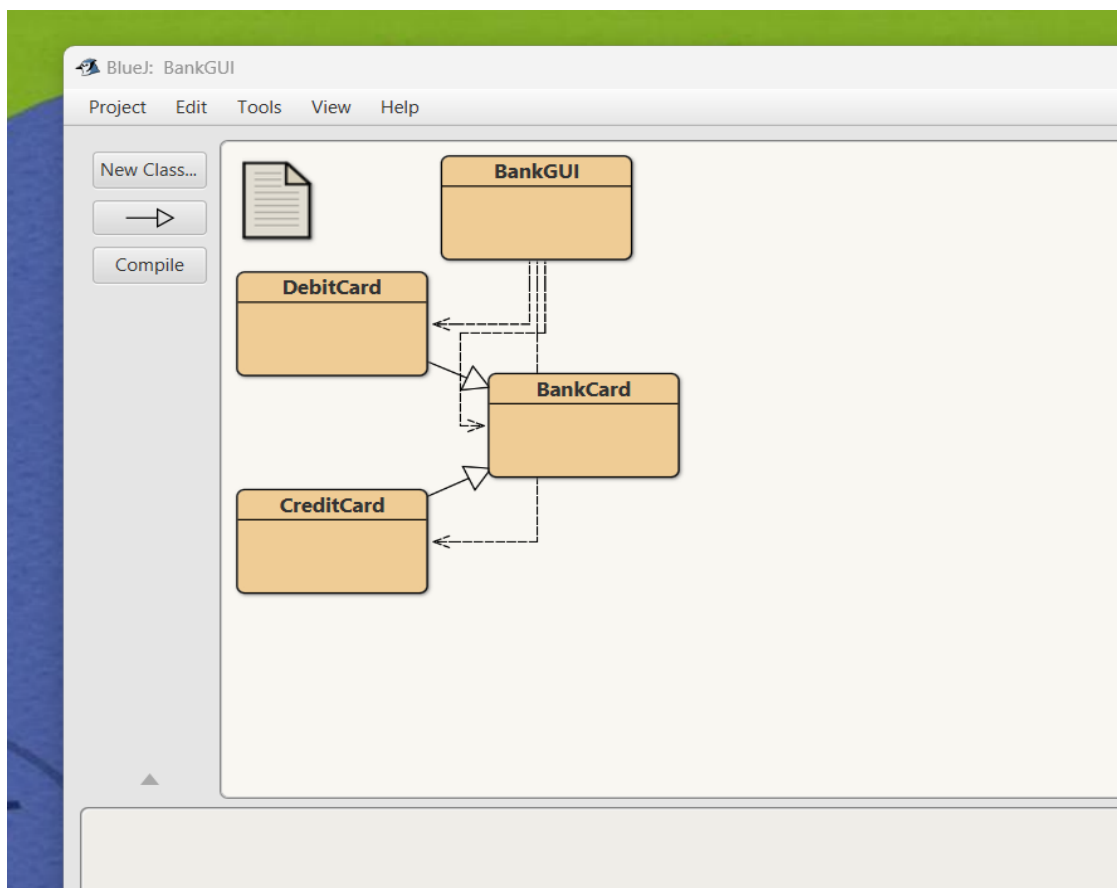 BlueJ: BankGUI
Project Edit Tools View Help
New Class...
Compile
BankGUI
DebitCard
BankCard
CreditCard